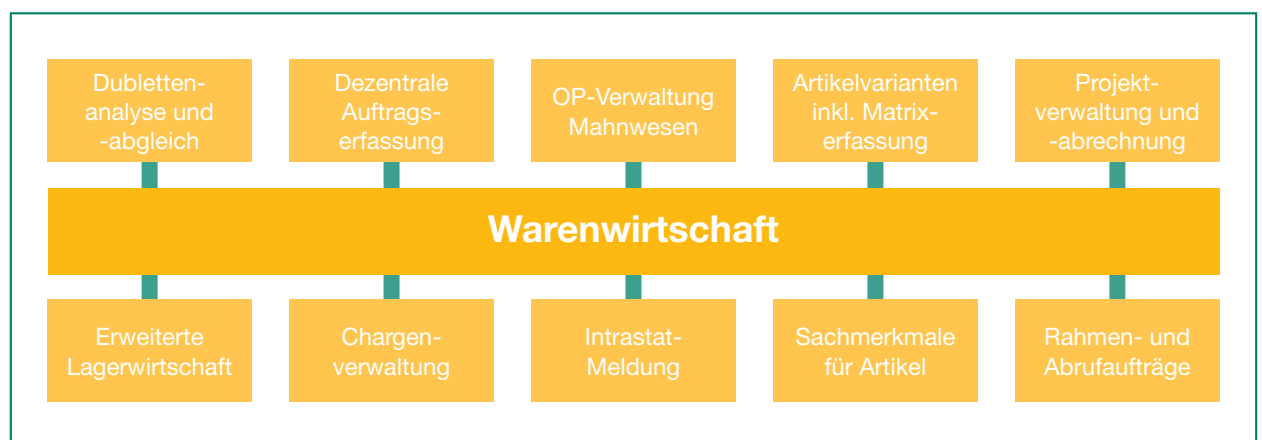 Dubletten-
analyse und
-abgleich
Dezentrale
Auftrags-
erfassung
OP-Verwaltung
Mahnwesen
Artikelvarianten
inkl. Matrix-
erfassung
Projekt-
verwaltung und
-abrechnung
Warenwirtschaft
Erweiterte
Lagerwirtschaft
Chargen-
verwaltung
Intrastat-
Meldung
Sachmerkmale
für Artikel
Rahmen- und
Abrufaufträge